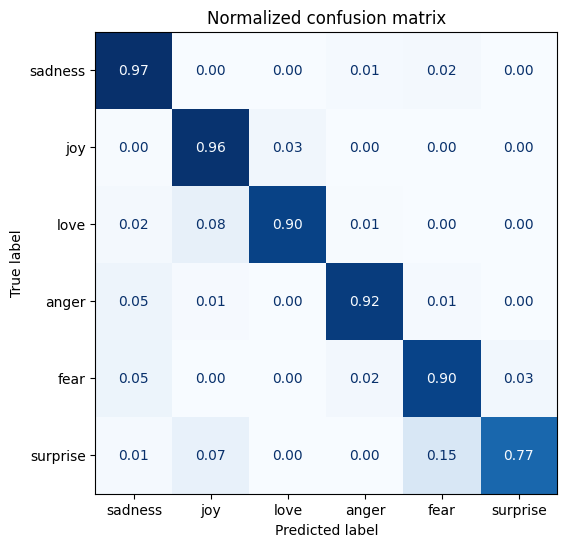 Normalized confusion matrix
sadness 0.97 0.00 0.00 0.01 0.02 0.00
joy 0.00 0.96 0.03 0.00 0.00 0.00
love 0.02 0.08 0.90 0.01 0.00 0.00
anger 0.05 0.01 0.00 0.92 0.01 0.00
fear 0.05 0.00 0.00 0.02 0.90 0.03
surprise 0.01 0.07 0.00 0.00 0.15 0.77
sadness joy love anger fear surprise
Predicted label
True label